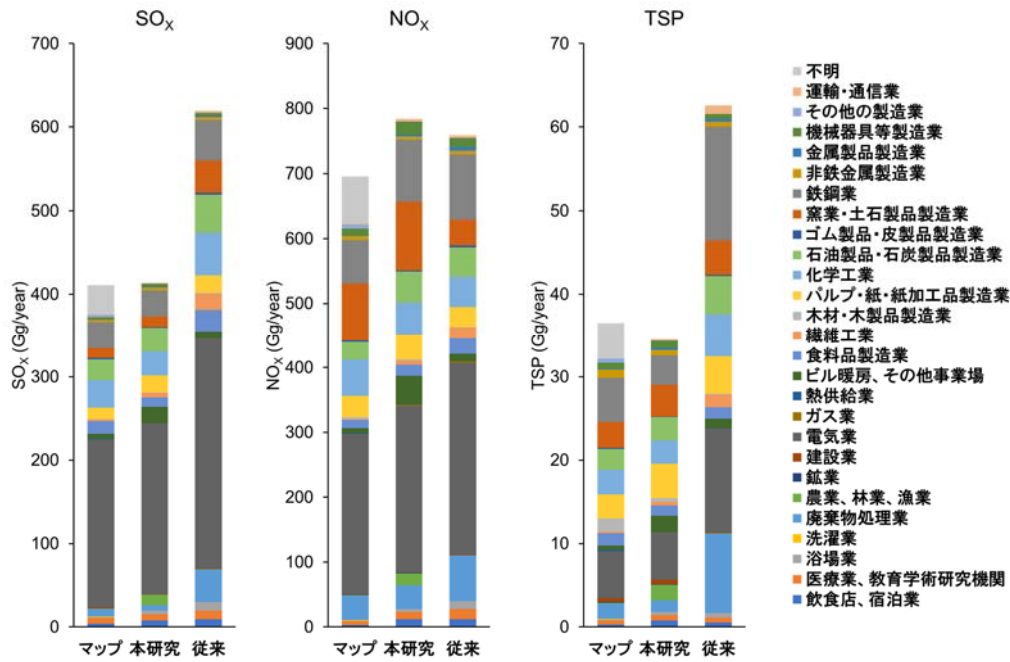 SOX
700
600
500
400
300
200
100
0
SOX (Gg/year)
マップ 本研究 従来
NOX
900
800
700
600
500
400
300
200
100
0
NOX (Gg/year)
マップ 本研究 従来
TSP
70
60
50
40
30
20
10
0
TSP (Gg/year)
マップ 本研究 従来
不明
運輸・通信業
その他の製造業
機械器具等製造業
金属製品製造業
非鉄金属製造業
鉄鋼業
窯業・土石製品製造業
ゴム製品・皮製品製造業
石油製品・石炭製品製造業
化学工業
パルプ・紙・紙加工品製造業
木材・木製品製造業
繊維工業
食料品製造業
ビル暖房、その他事業場
熱供給業
ガス業
電気業
建設業
鉱業
農業、林業、漁業
廃棄物処理業
洗濯業
浴場業
医療業、教育学術研究機関
飲食店、宿泊業